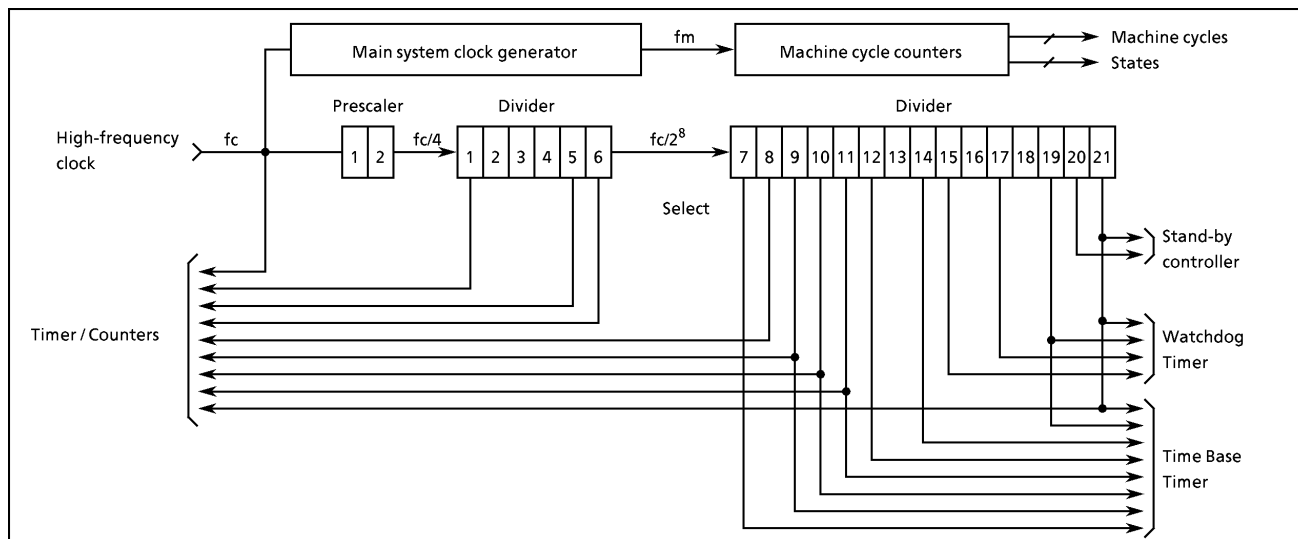 Main system clock generator
fm
Machine cycle counters
Machine cycles
States
Prescaler
Divider
Divider
High-frequency
clock
fc
1 2
fc/4
1 2 3 4 5 6
fc/2⁸
7 8 9 10 11 12 13 14 15 16 17 18 19 20 21
Select
Stand-by
controller
Timer / Counters
Watchdog
Timer
Time Base
Timer